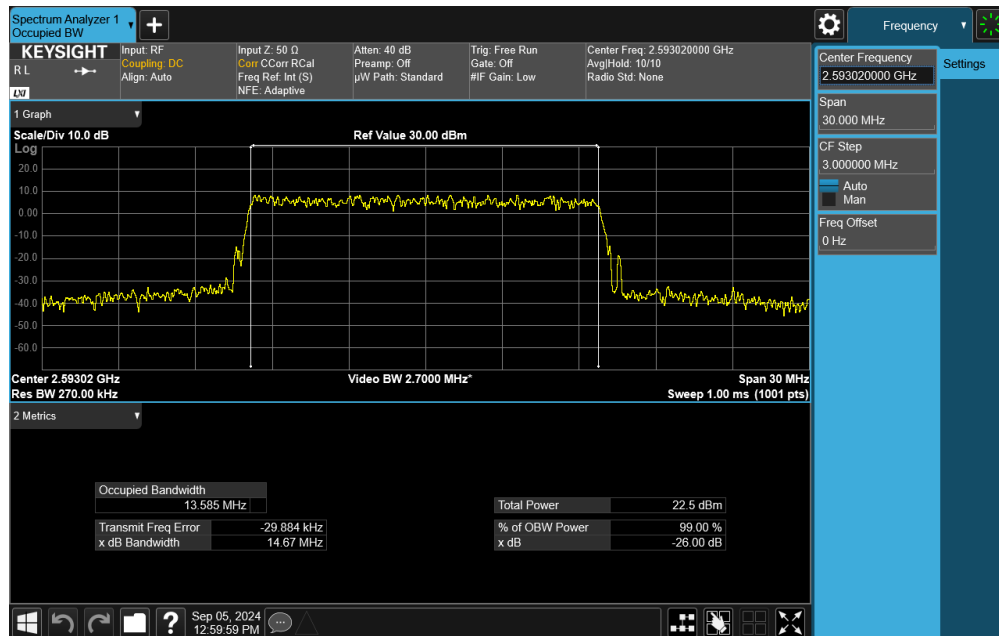 Spectrum Analyzer 1
Occupied BW
+
Frequency
KEYSIGHT
R L
LXI
Input: RF
Coupling: DC
Align: Auto
Input Z: 50 Ω
Corr CCorr RCal
Freq Ref: Int (S)
NFE: Adaptive
Atten: 40 dB
Preamp: Off
µW Path: Standard
Trig: Free Run
Gate: Off
#IF Gain: Low
Center Freq: 2.593020000 GHz
Avg|Hold: 10/10
Radio Std: None
Center Frequency
2.593020000 GHz
Settings
Span
30.000 MHz
CF Step
3.000000 MHz
Auto
Man
Freq Offset
0 Hz
1 Graph
Scale/Div 10.0 dB
Ref Value 30.00 dBm
Log
20.0
10.0
0.00
-10.0
-20.0
-30.0
-40.0
-50.0
-60.0
Center 2.59302 GHz
Video BW 2.7000 MHz*
Span 30 MHz
Res BW 270.00 kHz
Sweep 1.00 ms (1001 pts)
2 Metrics
Occupied Bandwidth
13.585 MHz
Total Power 22.5 dBm
Transmit Freq Error -29.884 kHz
% of OBW Power 99.00 %
x dB Bandwidth 14.67 MHz
x dB -26.00 dB
?
Sep 05, 2024
12:59:59 PM